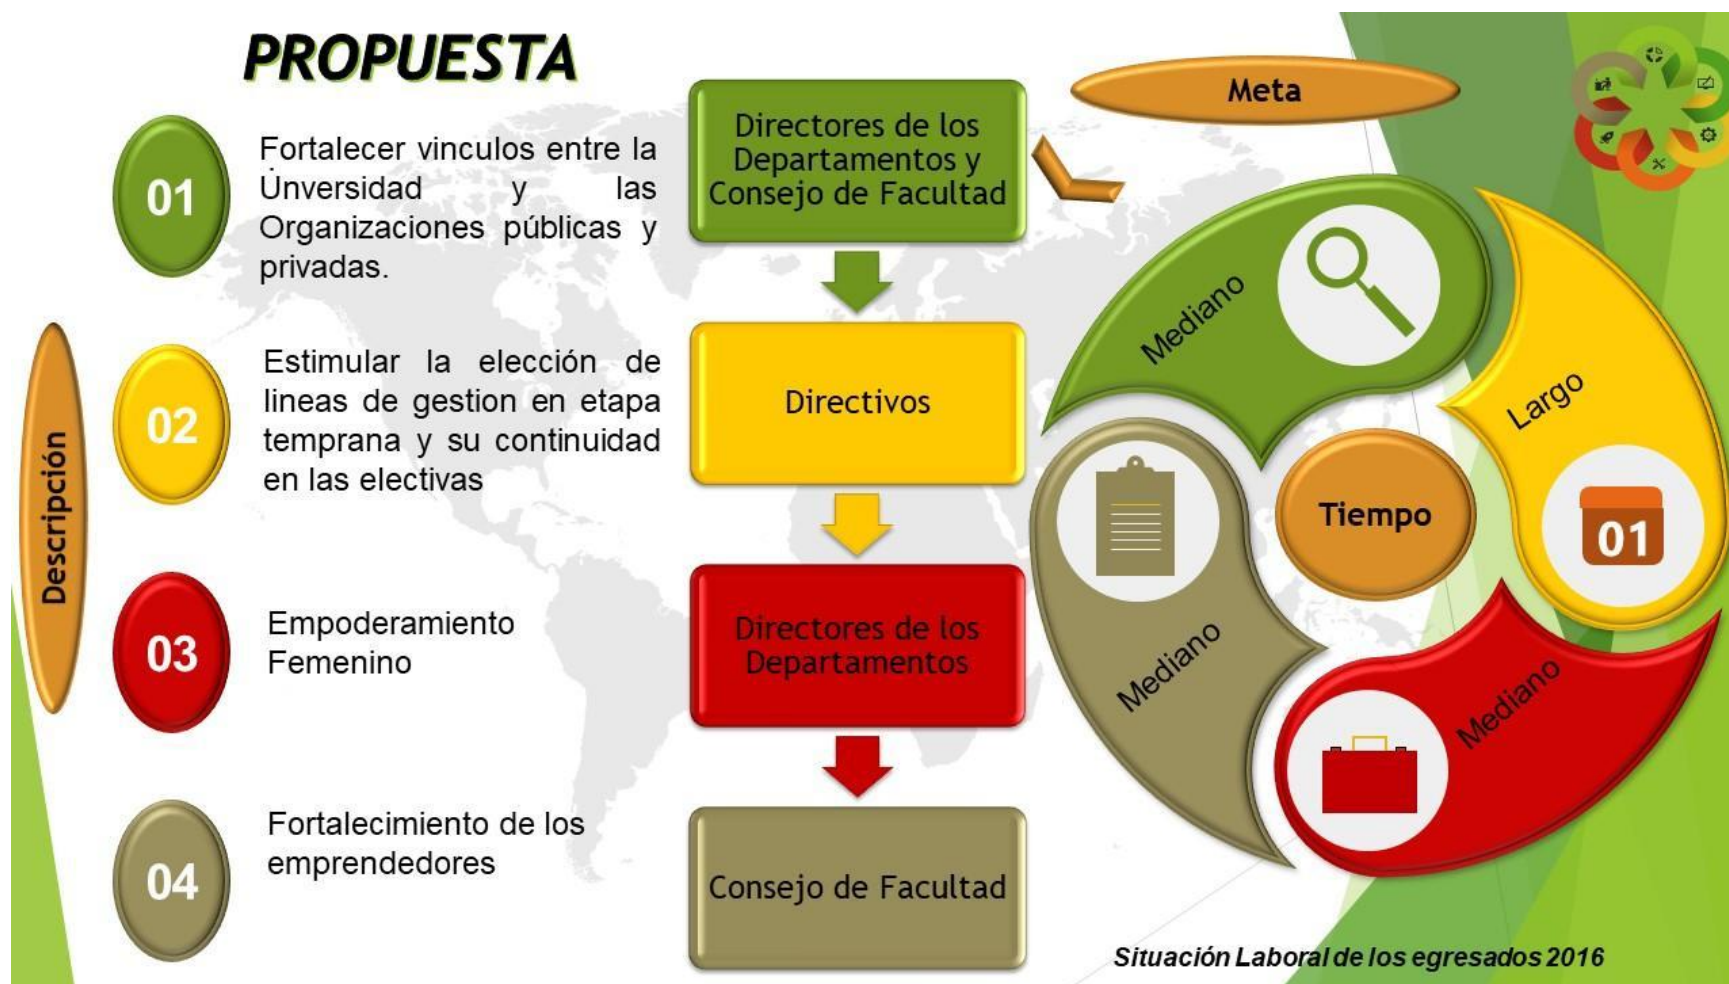 PROPUESTA
Meta
01
Fortalecer vinculos entre la
Unversidad y las
Organizaciones públicas y
privadas.
Directores de los
Departamentos y
Consejo de Facultad
Descripción
02
Estimular la elección de
lineas de gestion en etapa
temprana y su continuidad
en las electivas
Directivos
03
Empoderamiento
Femenino
Directores de los
Departamentos
04
Fortalecimiento de los
emprendedores
Consejo de Facultad
Mediano
Largo
01
Tiempo
Mediano
Mediano
Situación Laboral de los egresados 2016